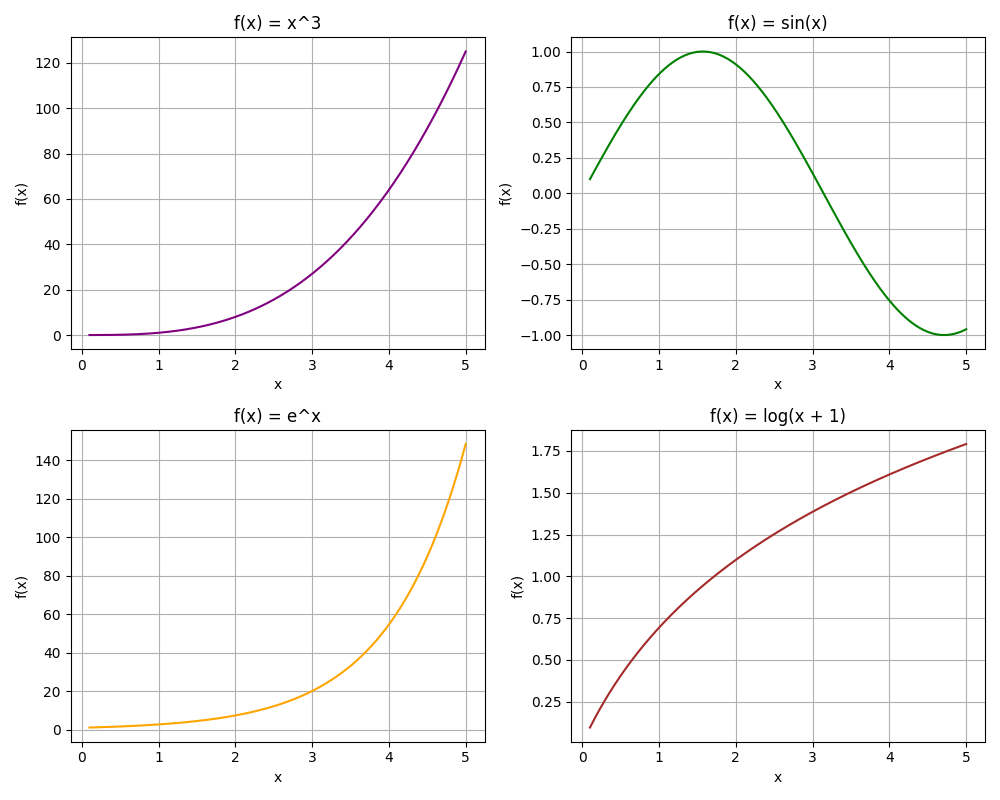 f(x) = x^3
120
100
80
60
40
20
0
f(x)
0 1 2 3 4 5
x
f(x) = sin(x)
1.00
0.75
0.50
0.25
0.00
−0.25
−0.50
−0.75
−1.00
f(x)
0 1 2 3 4 5
x
f(x) = e^x
140
120
100
80
60
40
20
0
f(x)
0 1 2 3 4 5
x
f(x) = log(x + 1)
1.75
1.50
1.25
1.00
0.75
0.50
0.25
f(x)
0 1 2 3 4 5
x